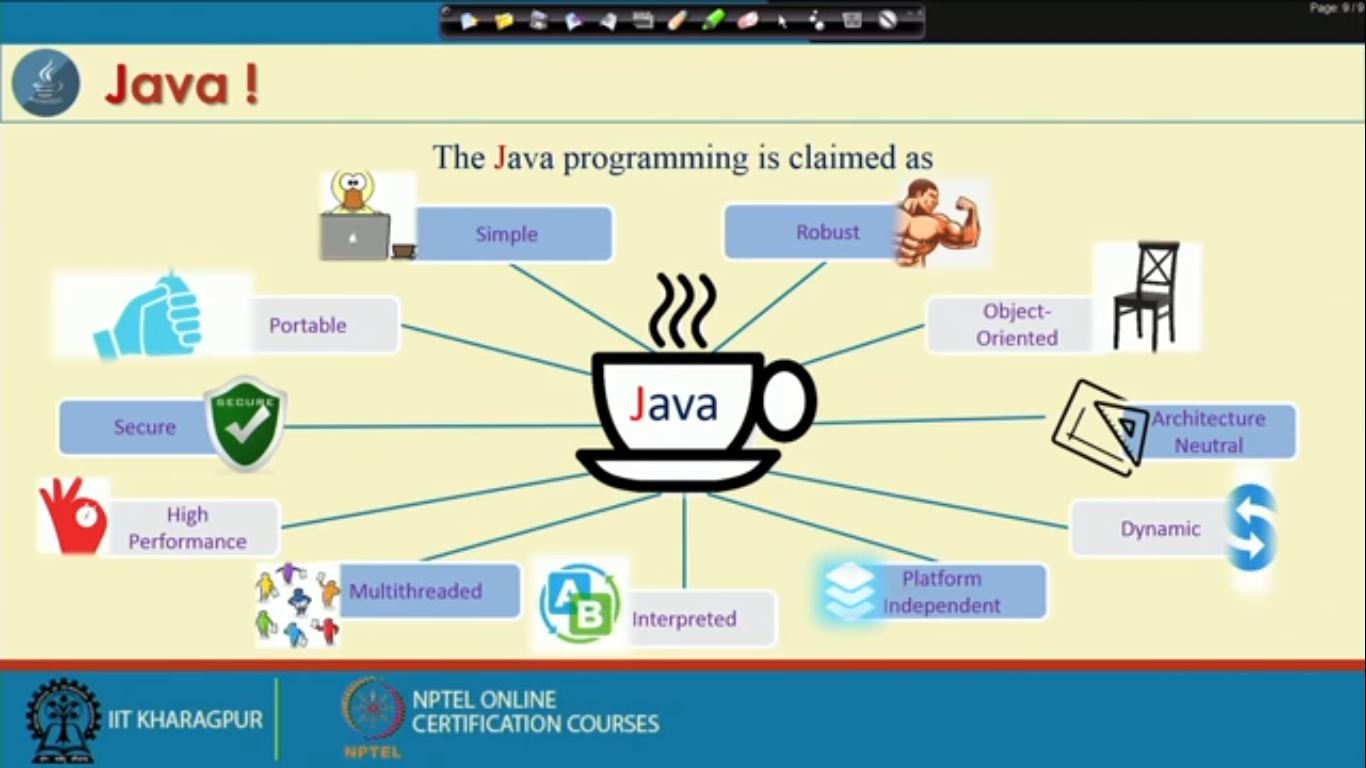 Page: 9 / 9
Java !
The Java programming is claimed as
Simple
Robust
Portable
Object-
Oriented
Java
Secure
SECURE
Architecture
Neutral
High
Performance
Dynamic
Multithreaded
A
B
Interpreted
Platform
Independent
IIT KHARAGPUR
NPTEL
NPTEL ONLINE
CERTIFICATION COURSES